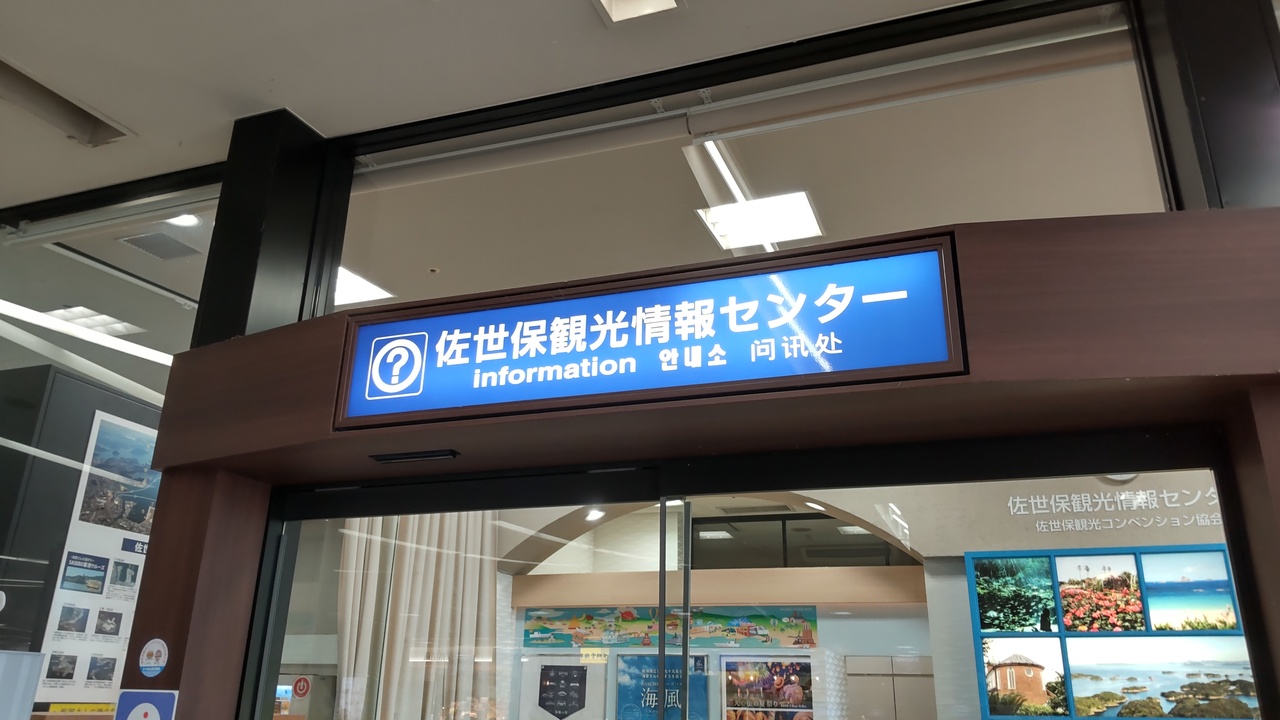 佐世保観光情報センター
information 안내소 问讯处
佐世保観光情報センタ
佐世保観光コンベンション協会
海風